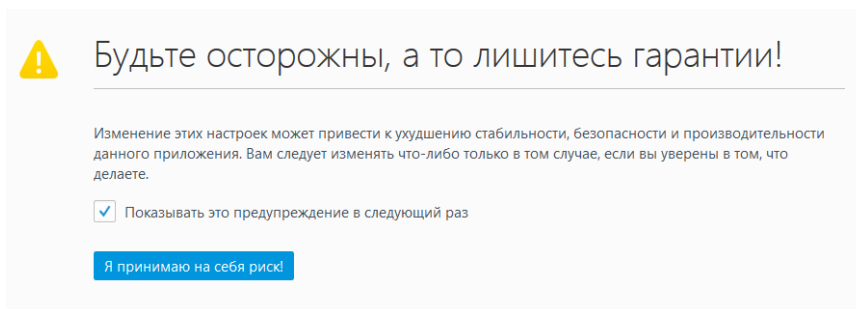 Будьте осторожны, а то лишитесь гарантии!
Изменение этих настроек может привести к ухудшению стабильности, безопасности и производительности
данного приложения. Вам следует изменять что-либо только в том случае, если вы уверены в том, что
делаете.
Показывать это предупреждение в следующий раз
Я принимаю на себя риск!